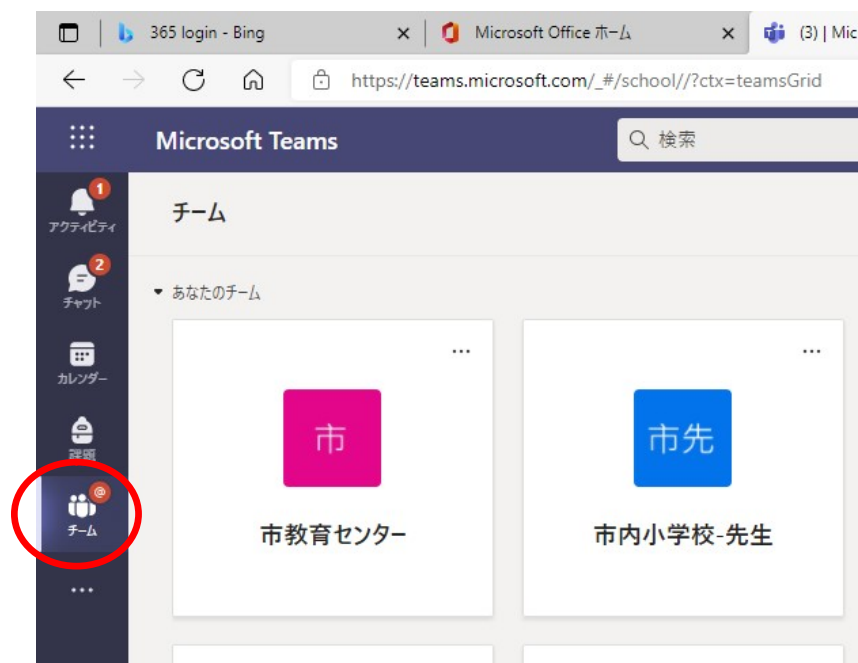 365 login - Bing
Microsoft Office ホーム
(3) | Mic
https://teams.microsoft.com/_#/school//?ctx=teamsGrid
Microsoft Teams
検索
1
アクティビティ
チーム
2
チャット
あなたのチーム
カレンダー
課題
市
市先
@
チーム
市教育センター
市内小学校-先生